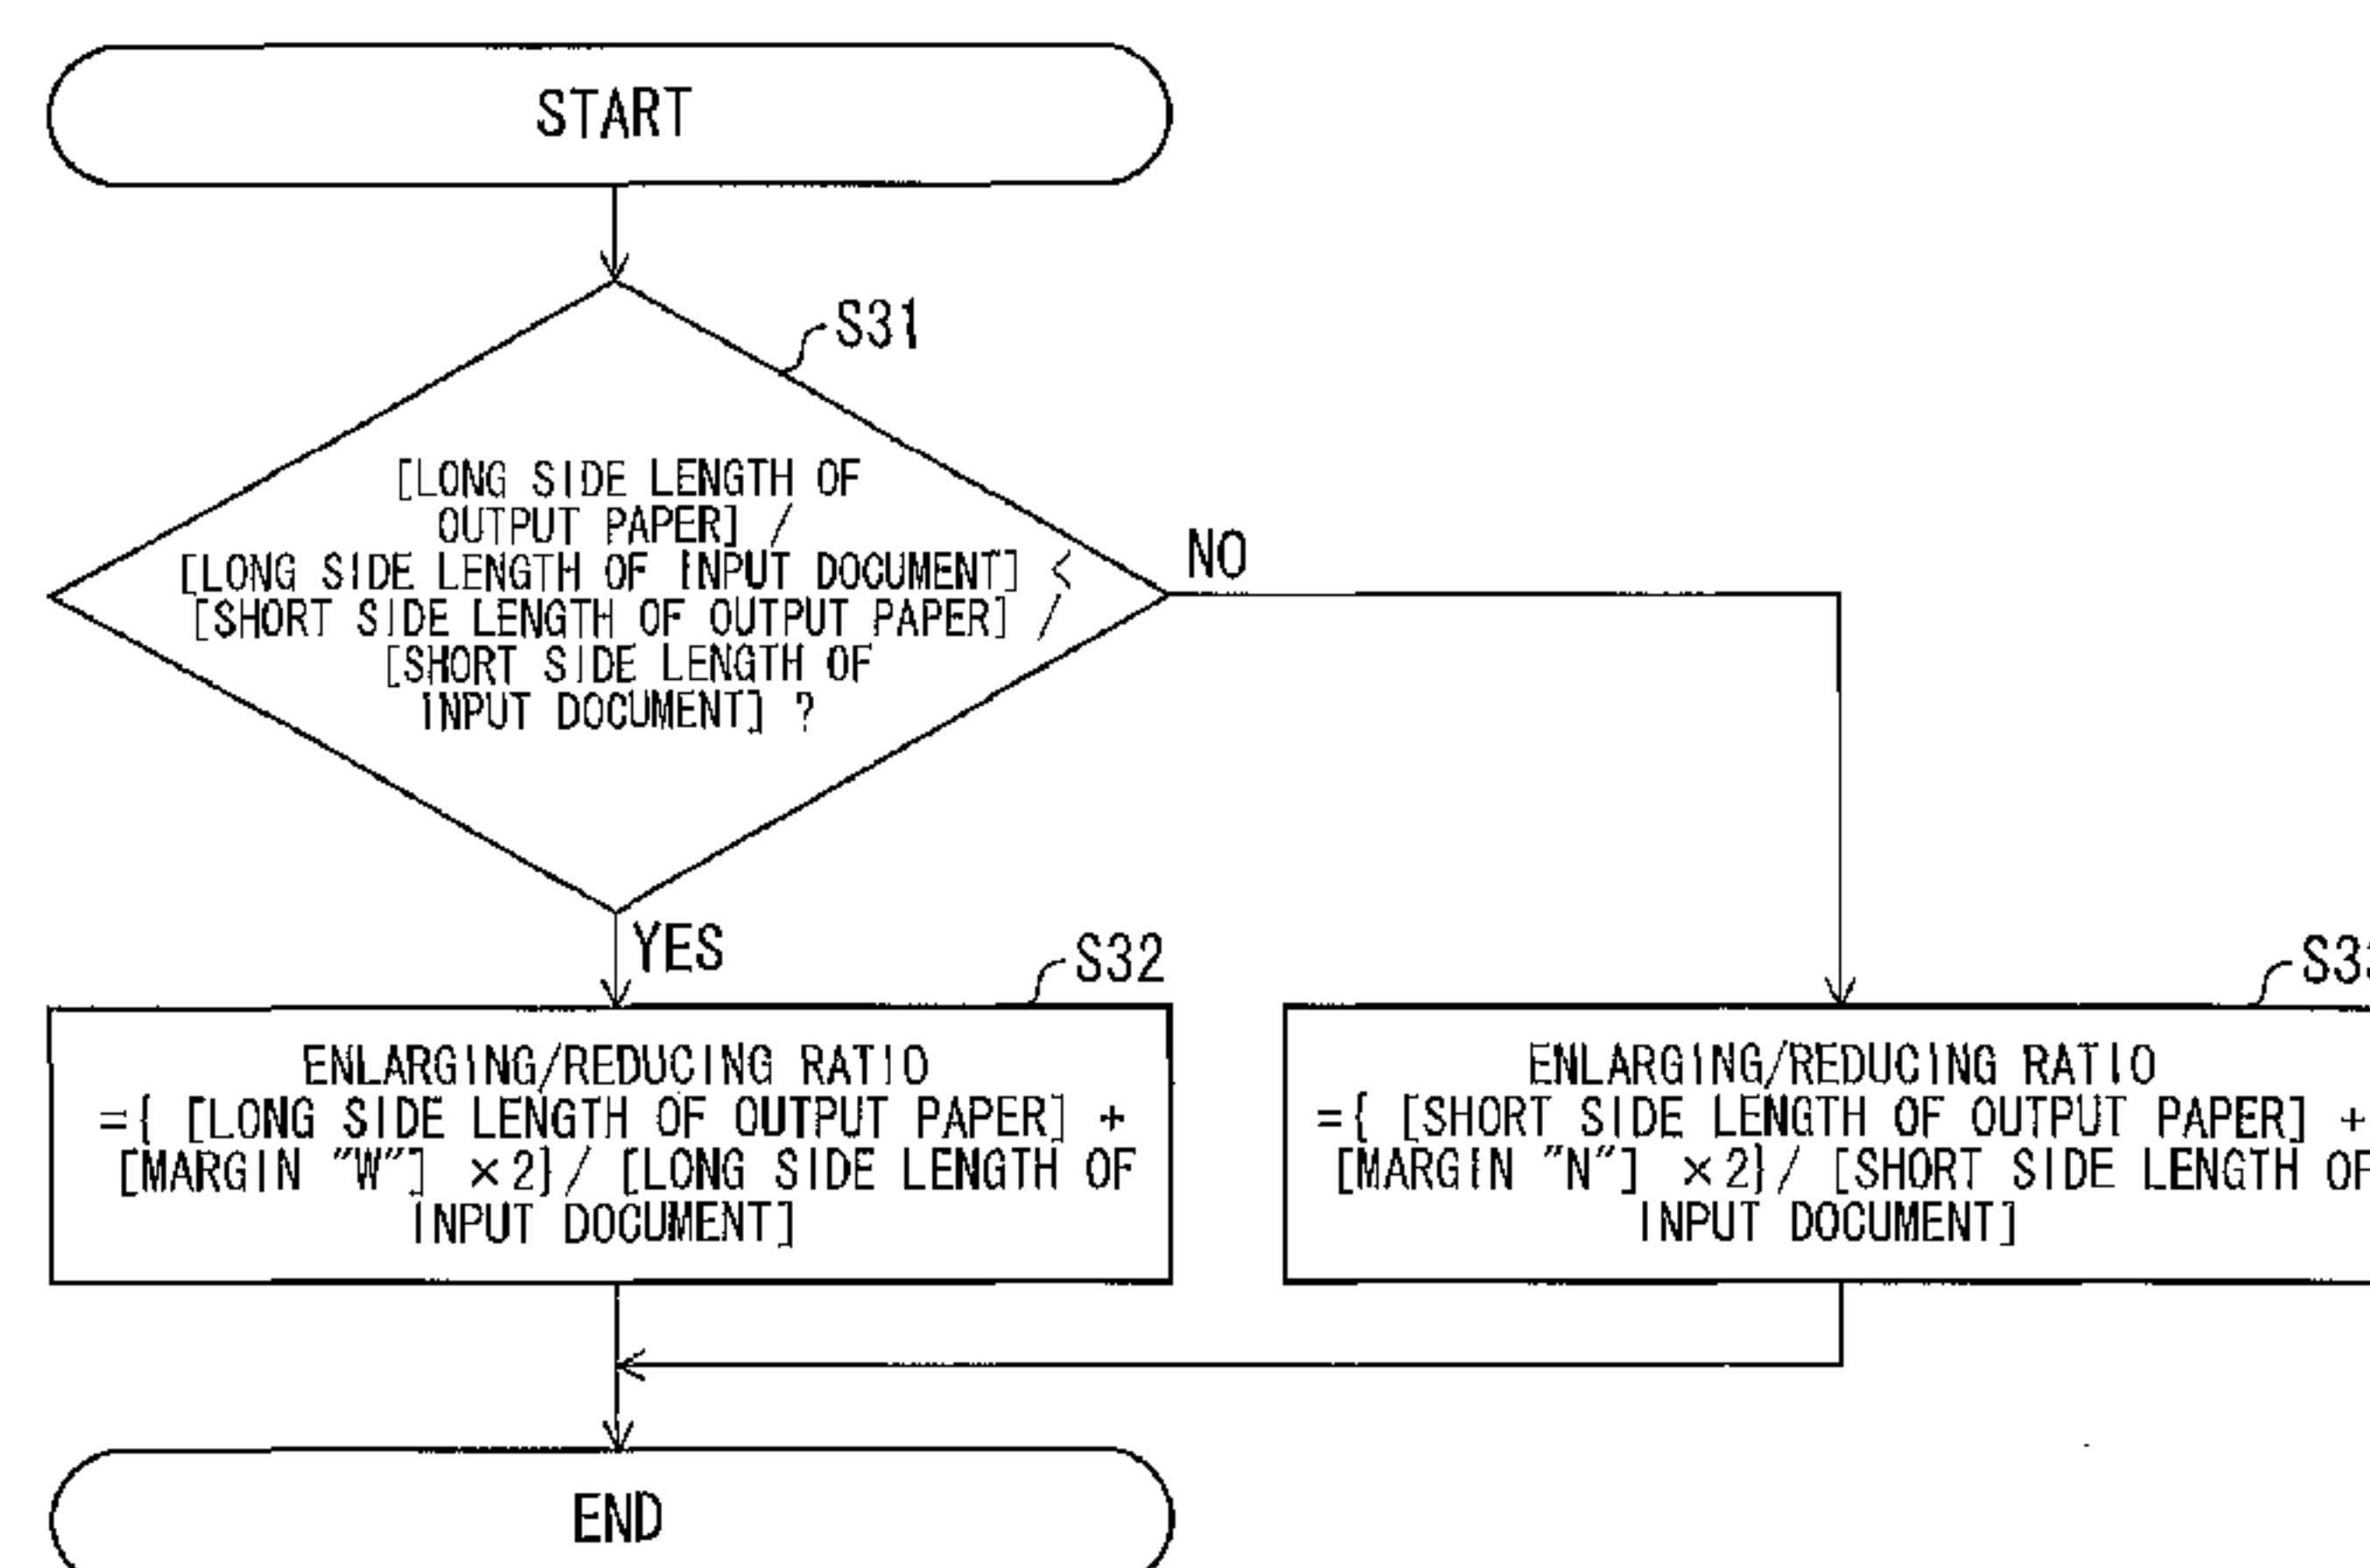 START
S31
[LONG SIDE LENGTH OF
OUTPUT PAPER] /
[LONG SIDE LENGTH OF INPUT DOCUMENT] <
[SHORT SIDE LENGTH OF OUTPUT PAPER] /
[SHORT SIDE LENGTH OF
INPUT DOCUMENT] ?
NO
YES
S32
ENLARGING/REDUCING RATIO
={ [LONG SIDE LENGTH OF OUTPUT PAPER] +
[MARGIN "W"] ×2}/ [LONG SIDE LENGTH OF
INPUT DOCUMENT]
S33
ENLARGING/REDUCING RATIO
={ [SHORT SIDE LENGTH OF OUTPUT PAPER] +
[MARGIN "N"] ×2}/ [SHORT SIDE LENGTH OF
INPUT DOCUMENT]
END